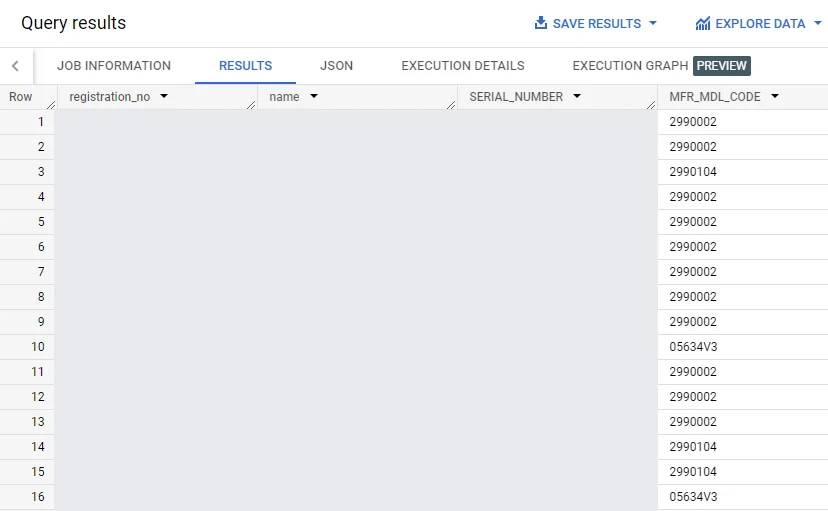 Query results SAVE RESULTS EXPLORE DATA
JOB INFORMATION RESULTS JSON EXECUTION DETAILS EXECUTION GRAPH PREVIEW
Row registration_no name SERIAL_NUMBER MFR_MDL_CODE
1 2990002
2 2990002
3 2990104
4 2990002
5 2990002
6 2990002
7 2990002
8 2990002
9 2990002
10 05634V3
11 2990002
12 2990002
13 2990002
14 2990104
15 2990104
16 05634V3